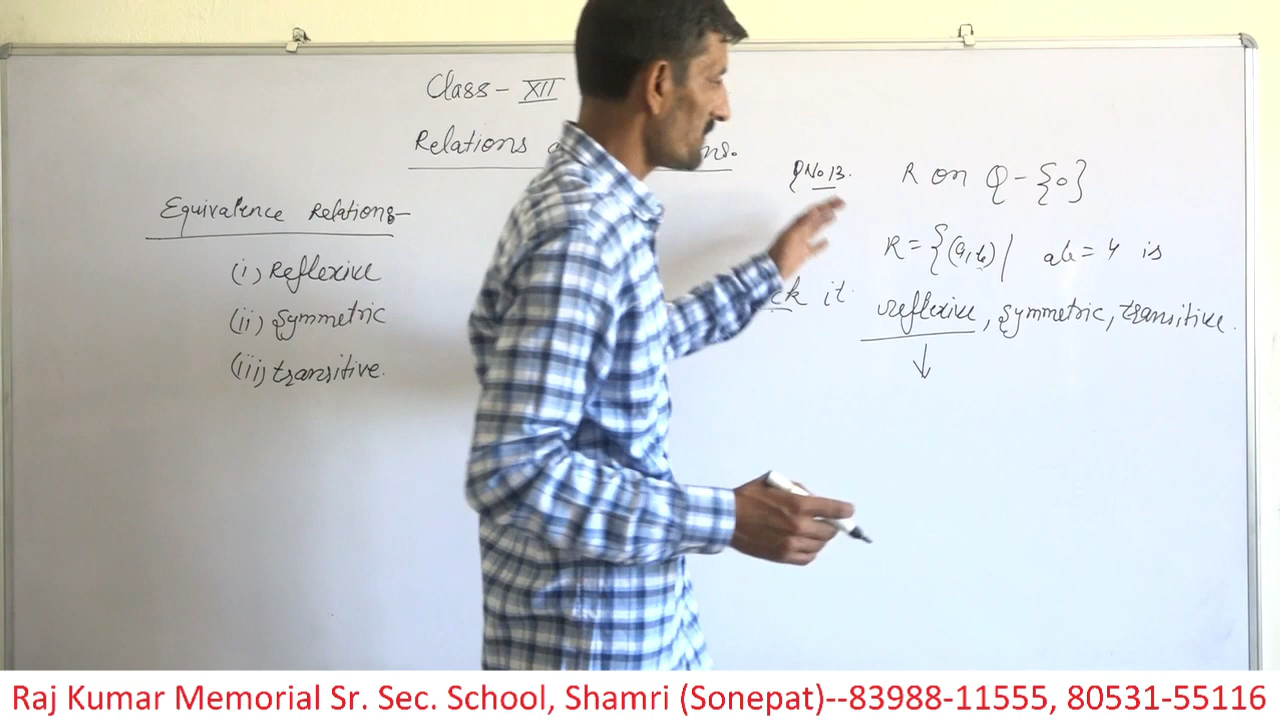 Class - XII
Relations
Equivalence Relations-
(i) Reflexive
(ii) Symmetric
(iii) transitive.
Q No 13. R on Q - {0}
R = {(a,b) | ab = 4 is
it reflexive, symmetric, transitive.
↓
Raj Kumar Memorial Sr. Sec. School, Shamri (Sonepat)--83988-11555, 80531-55116